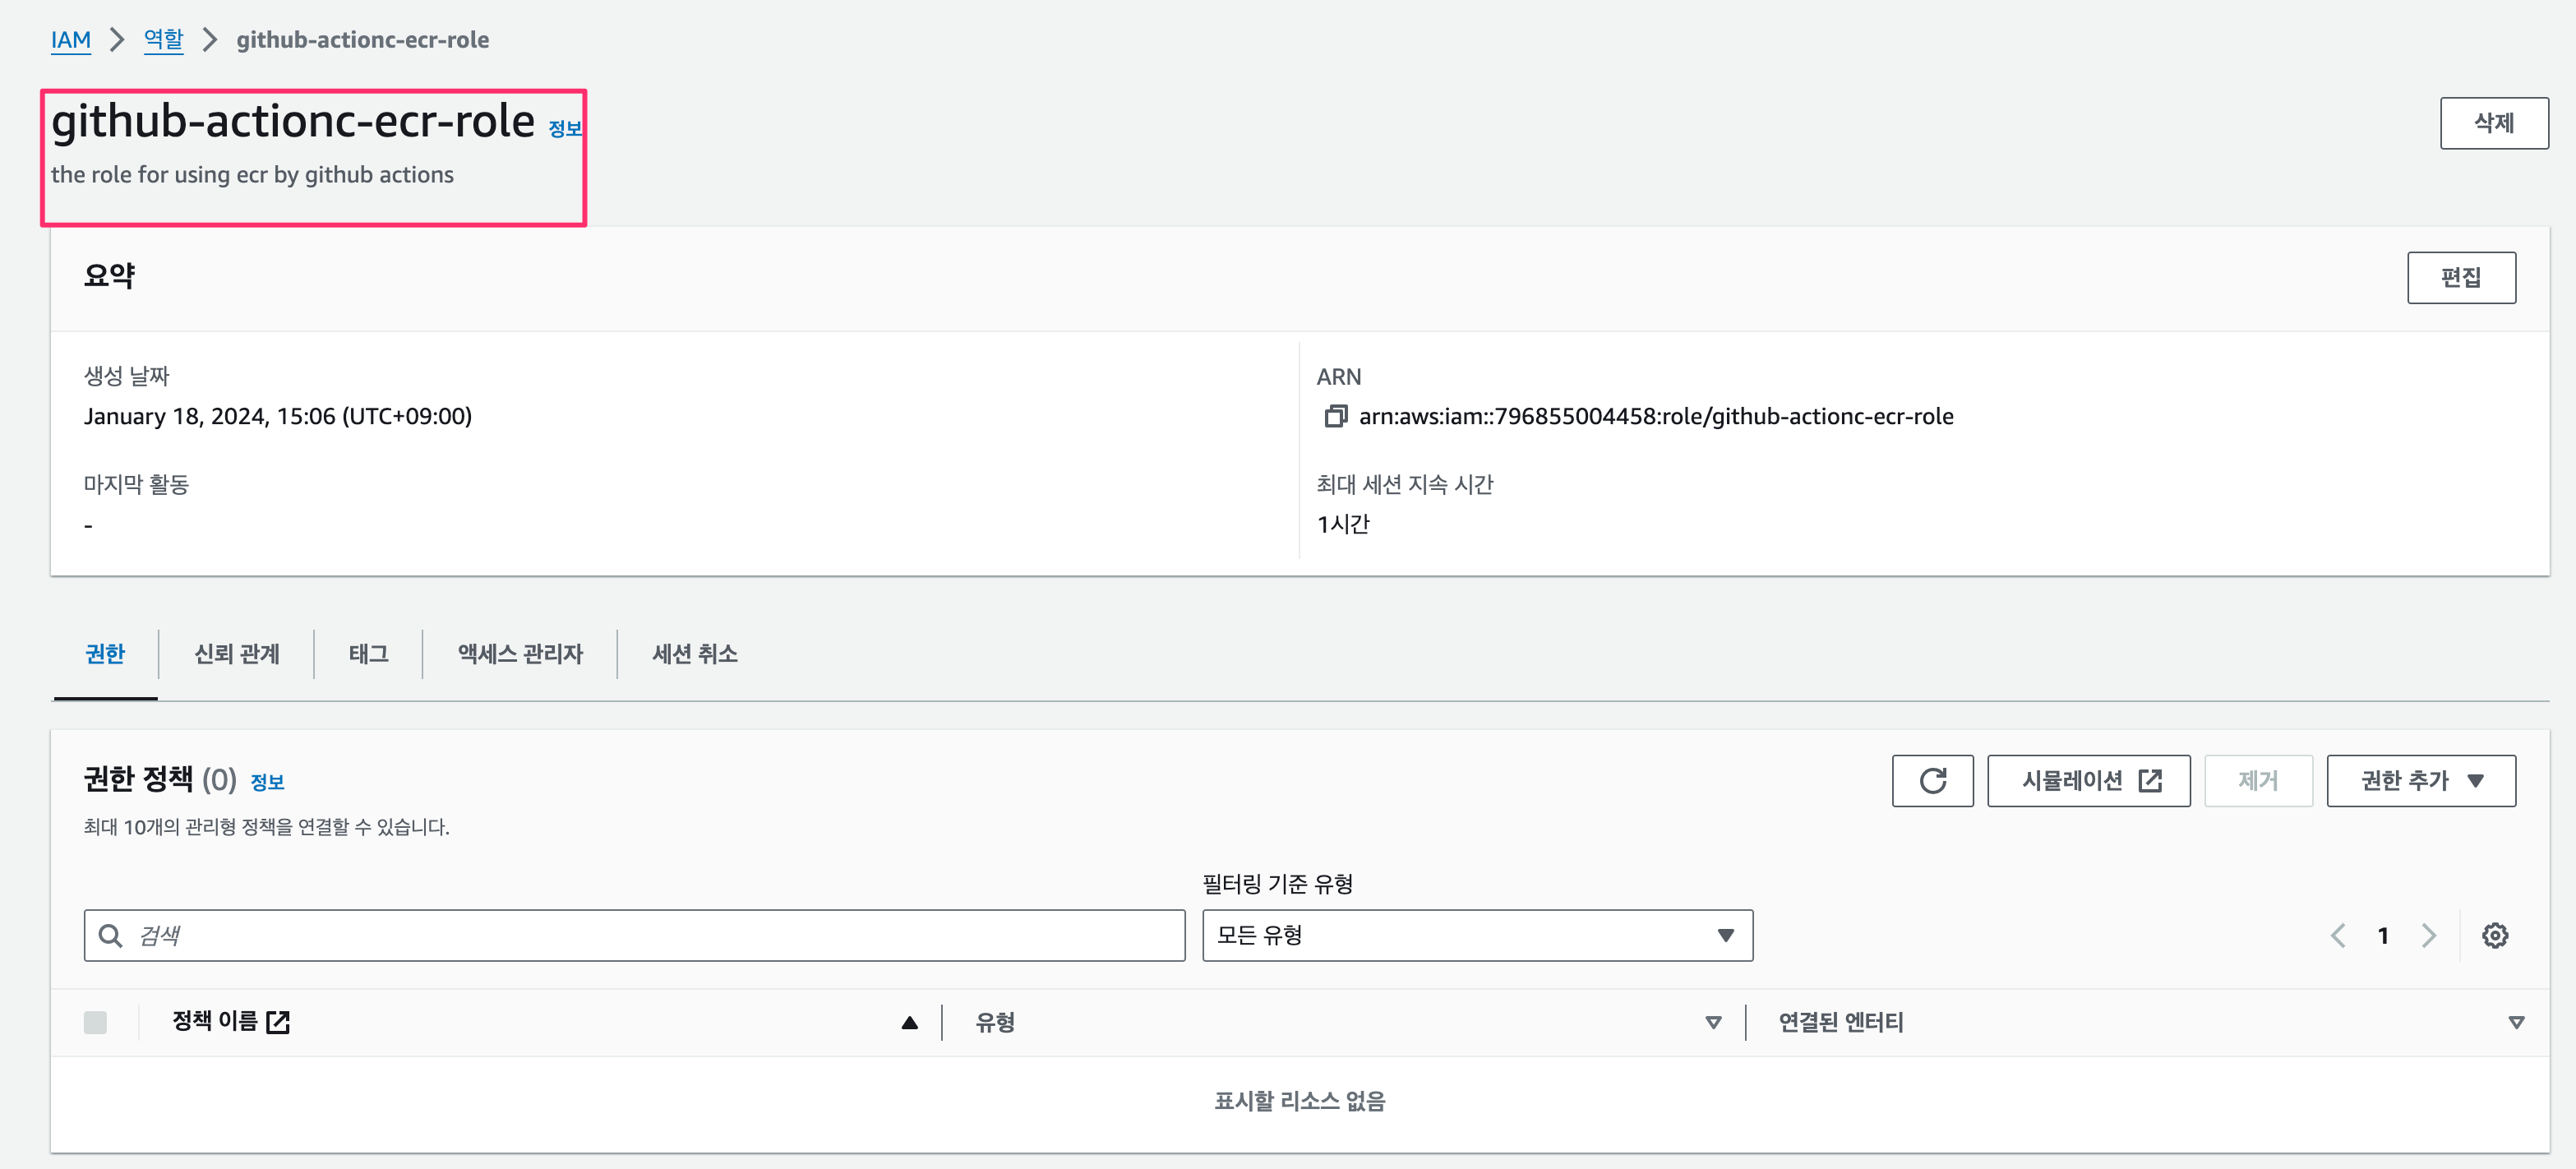 IAM > 역할 > github-actionc-ecr-role
github-actionc-ecr-role 정보
the role for using ecr by github actions
삭제
요약
편집
생성 날짜
January 18, 2024, 15:06 (UTC+09:00)
ARN
arn:aws:iam::796855004458:role/github-actionc-ecr-role
마지막 활동
-
최대 세션 지속 시간
1시간
권한 신뢰 관계 태그 액세스 관리자 세션 취소
권한 정책 (0) 정보
최대 10개의 관리형 정책을 연결할 수 있습니다.
시뮬레이션 제거 권한 추가
필터링 기준 유형
검색
모든 유형
1
정책 이름 유형 연결된 엔터티
표시할 리소스 없음